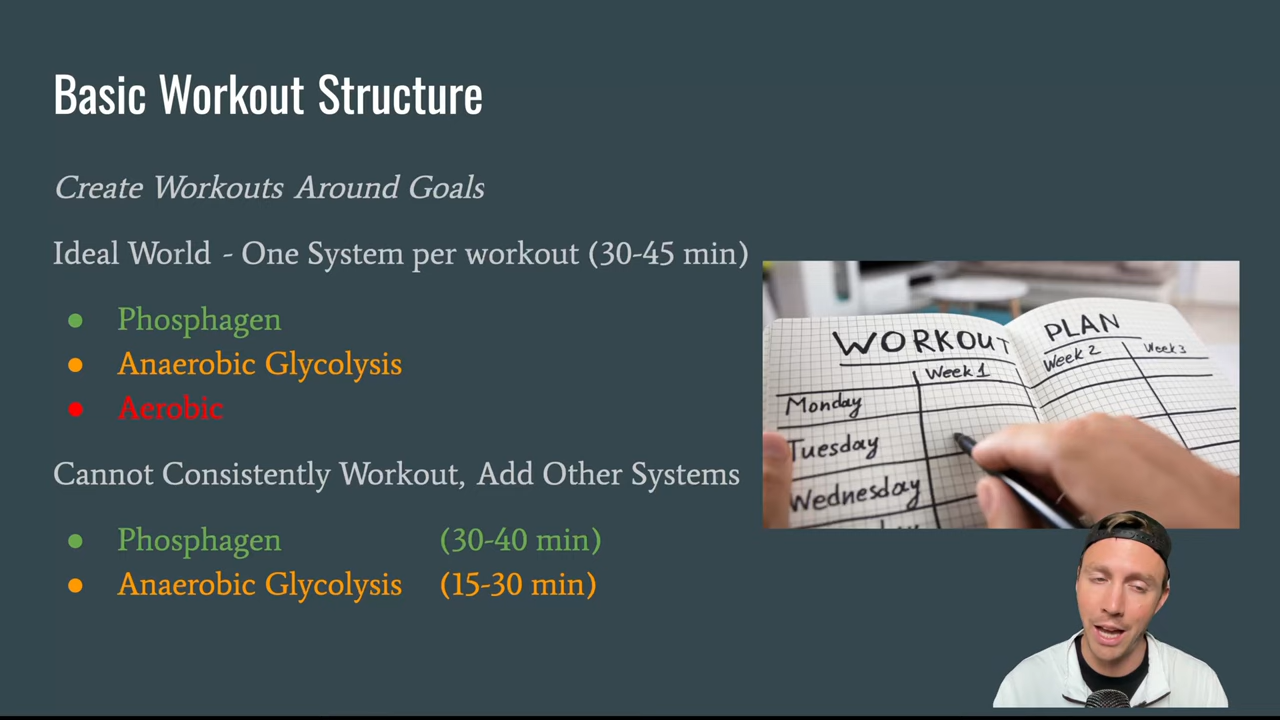 Basic Workout Structure
Create Workouts Around Goals
Ideal World - One System per workout (30-45 min)
● Phosphagen
● Anaerobic Glycolysis
● Aerobic
Cannot Consistently Workout, Add Other Systems
● Phosphagen (30-40 min)
● Anaerobic Glycolysis (15-30 min)
WORKOUT PLAN
Week 1 Week 2 Week 3
Monday
Tuesday
Wednesday